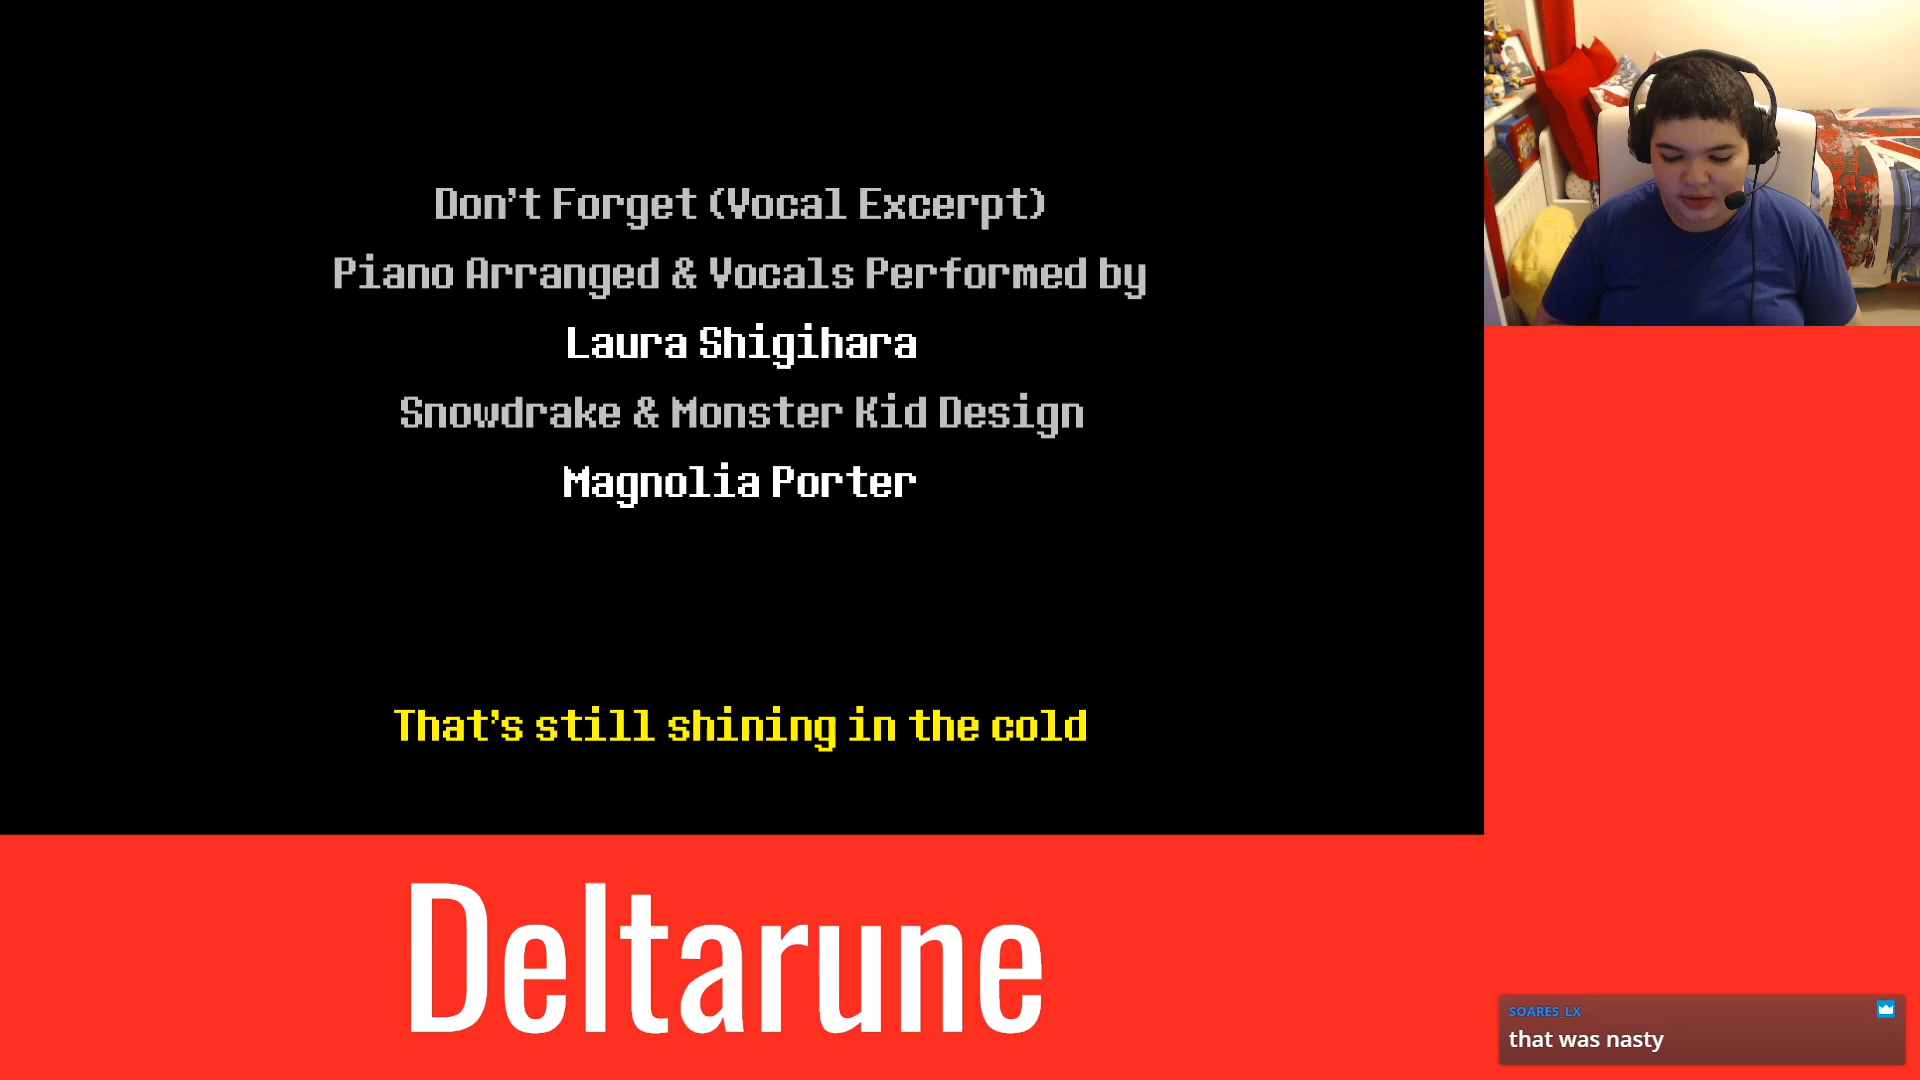 Don't Forget (Vocal Excerpt)
Piano Arranged & Vocals Performed by
Laura Shigihara
Snowdrake & Monster Kid Design
Magnolia Porter
That's still shining in the cold
Deltarune
SOARES_LX
that was nasty